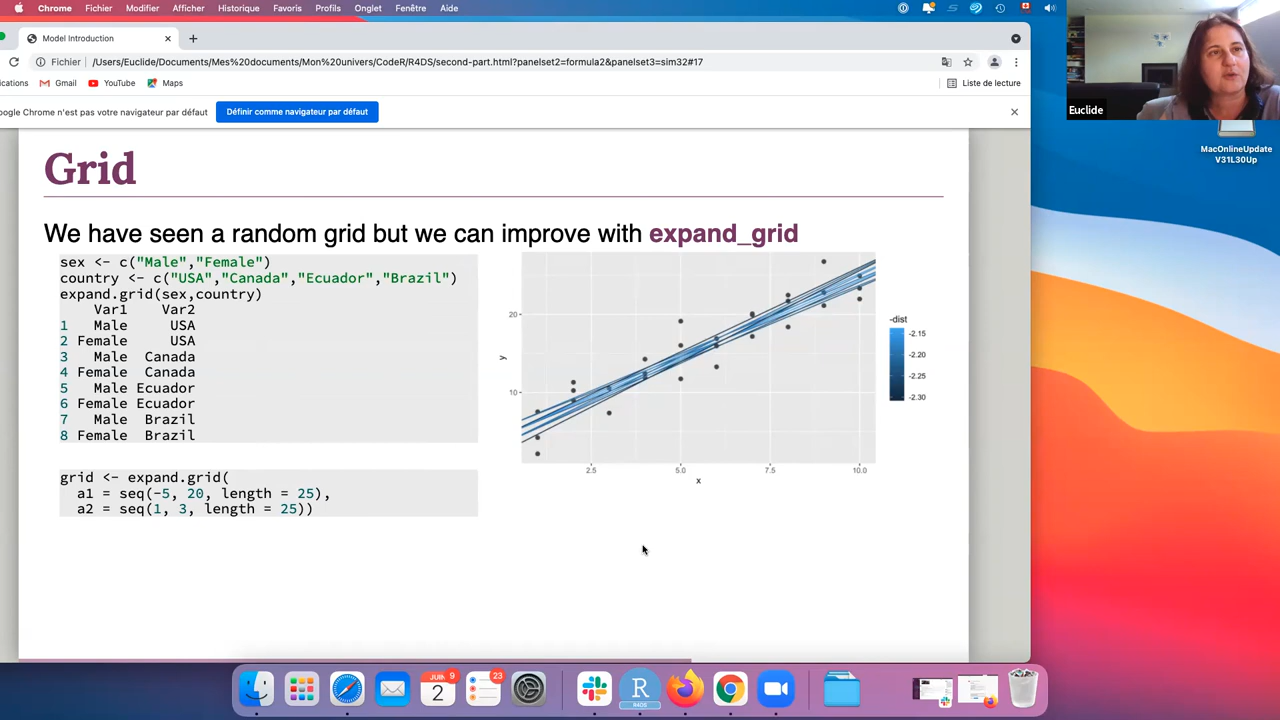 Chrome Fichier Modifier Afficher Historique Favoris Profils Onglet Fenêtre Aide
Model Introduction
Fichier /Users/Euclide/Documents/Mes%20documents/Mon%20univers/CodeR/R4DS/second-part.html?panelset2=formula2&panelset3=sim32#17
ications Gmail YouTube Maps Liste de lecture
ogle Chrome n'est pas votre navigateur par défaut Définir comme navigateur par défaut
Euclide
MacOnlineUpdate
V31L30Up
Grid
We have seen a random grid but we can improve with expand_grid
sex <- c("Male","Female")
country <- c("USA","Canada","Ecuador","Brazil")
expand.grid(sex,country)
Var1 Var2
1 Male USA
2 Female USA
3 Male Canada
4 Female Canada
5 Male Ecuador
6 Female Ecuador
7 Male Brazil
8 Female Brazil
grid <- expand.grid(
a1 = seq(-5, 20, length = 25),
a2 = seq(1, 3, length = 25))
20
10
y
2.5 5.0 7.5 10.0
x
-dist
-2.15
-2.20
-2.25
-2.30
JUIN 9
2
23
R
R4DS